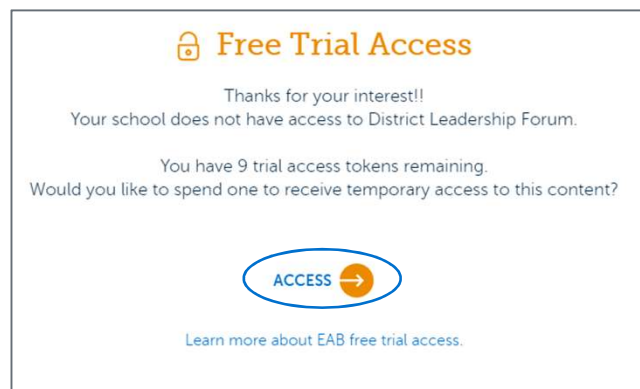 Free Trial Access
Thanks for your interest!!
Your school does not have access to District Leadership Forum.
You have 9 trial access tokens remaining.
Would you like to spend one to receive temporary access to this content?
ACCESS
Learn more about EAB free trial access.